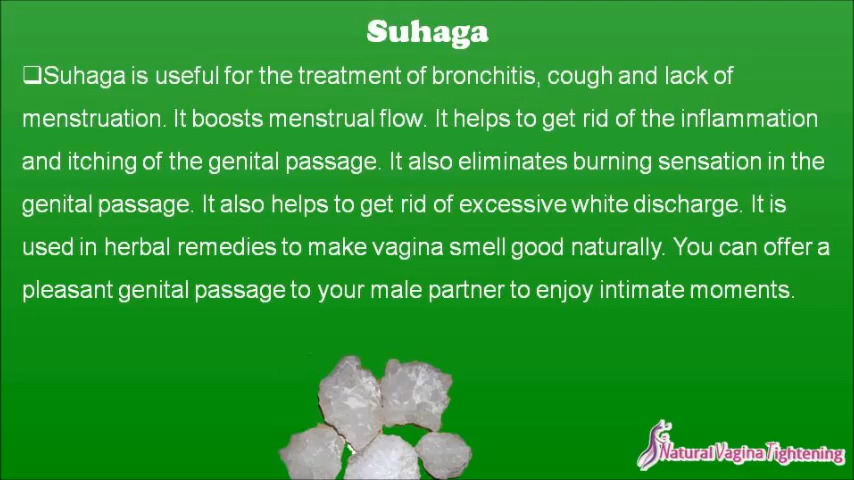 Suhaga
❑Suhaga is useful for the treatment of bronchitis, cough and lack of
menstruation. It boosts menstrual flow. It helps to get rid of the inflammation
and itching of the genital passage. It also eliminates burning sensation in the
genital passage. It also helps to get rid of excessive white discharge. It is
used in herbal remedies to make vagina smell good naturally. You can offer a
pleasant genital passage to your male partner to enjoy intimate moments.
Natural Vagina Tightening